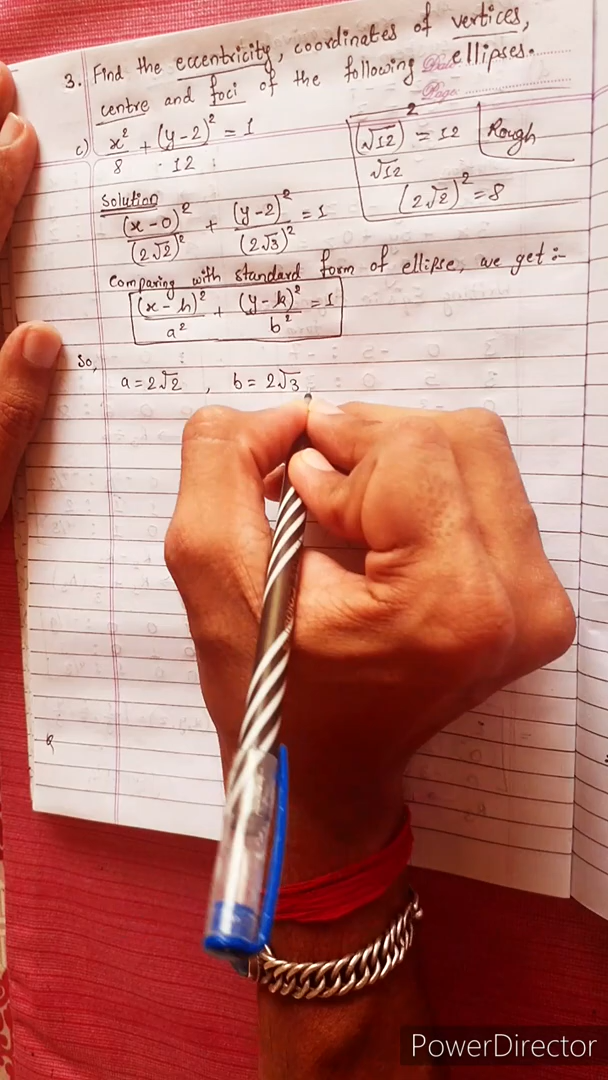 3. Find the eccentricity, coordinates of vertices,
centre and foci of the following ellipses.
Date:
Page:
c) x²/8 + (y-2)²/12 = 1
(√12)² = 12
Rough
√12
(2√2)² = 8
Solution
(x-0)²/(2√2)² + (y-2)²/(2√3)² = 1
Comparing with standard form of ellipse, we get :-
(x-h)²/a² + (y-k)²/b² = 1
So,
a = 2√2 , b = 2√3
PowerDirector